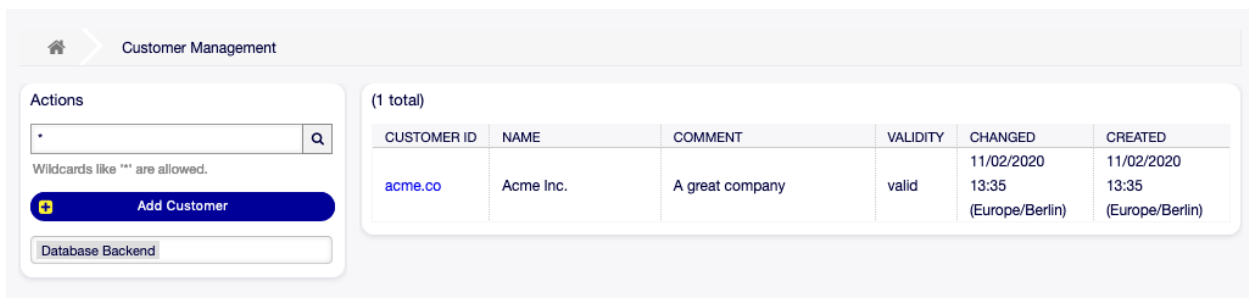 Customer Management
Actions
(1 total)
*
Wildcards like '*' are allowed.
Add Customer
Database Backend
CUSTOMER ID NAME COMMENT VALIDITY CHANGED CREATED
acme.co Acme Inc. A great company valid 11/02/2020 13:35 (Europe/Berlin) 11/02/2020 13:35 (Europe/Berlin)